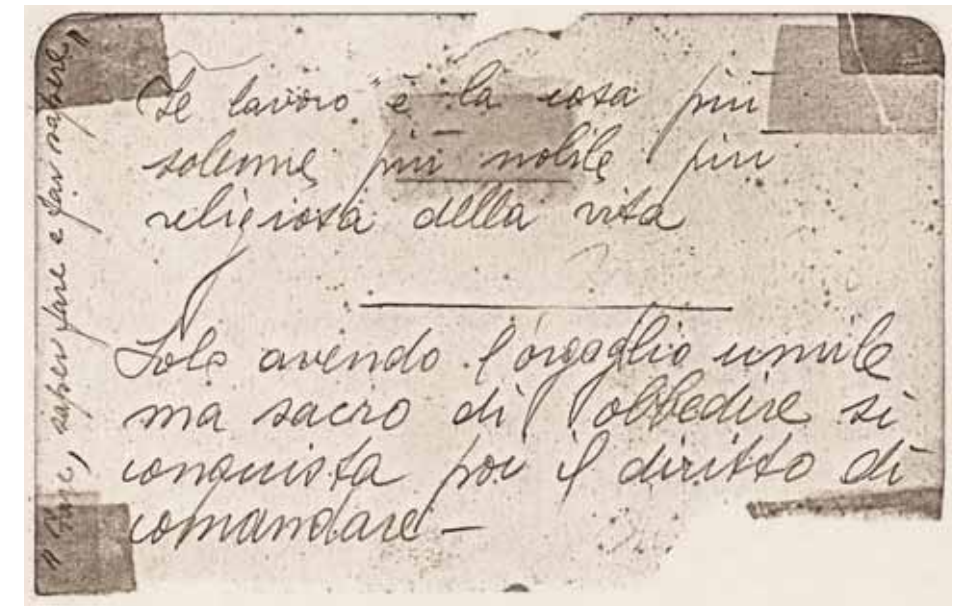 Il lavoro è la cosa più
solenne, più nobile, più
religiosa della vita
Solo avendo l'orgoglio umile
ma sacro di obbedire si
conquista poi il diritto di
comandare -
"Fare, saper fare e far sapere"